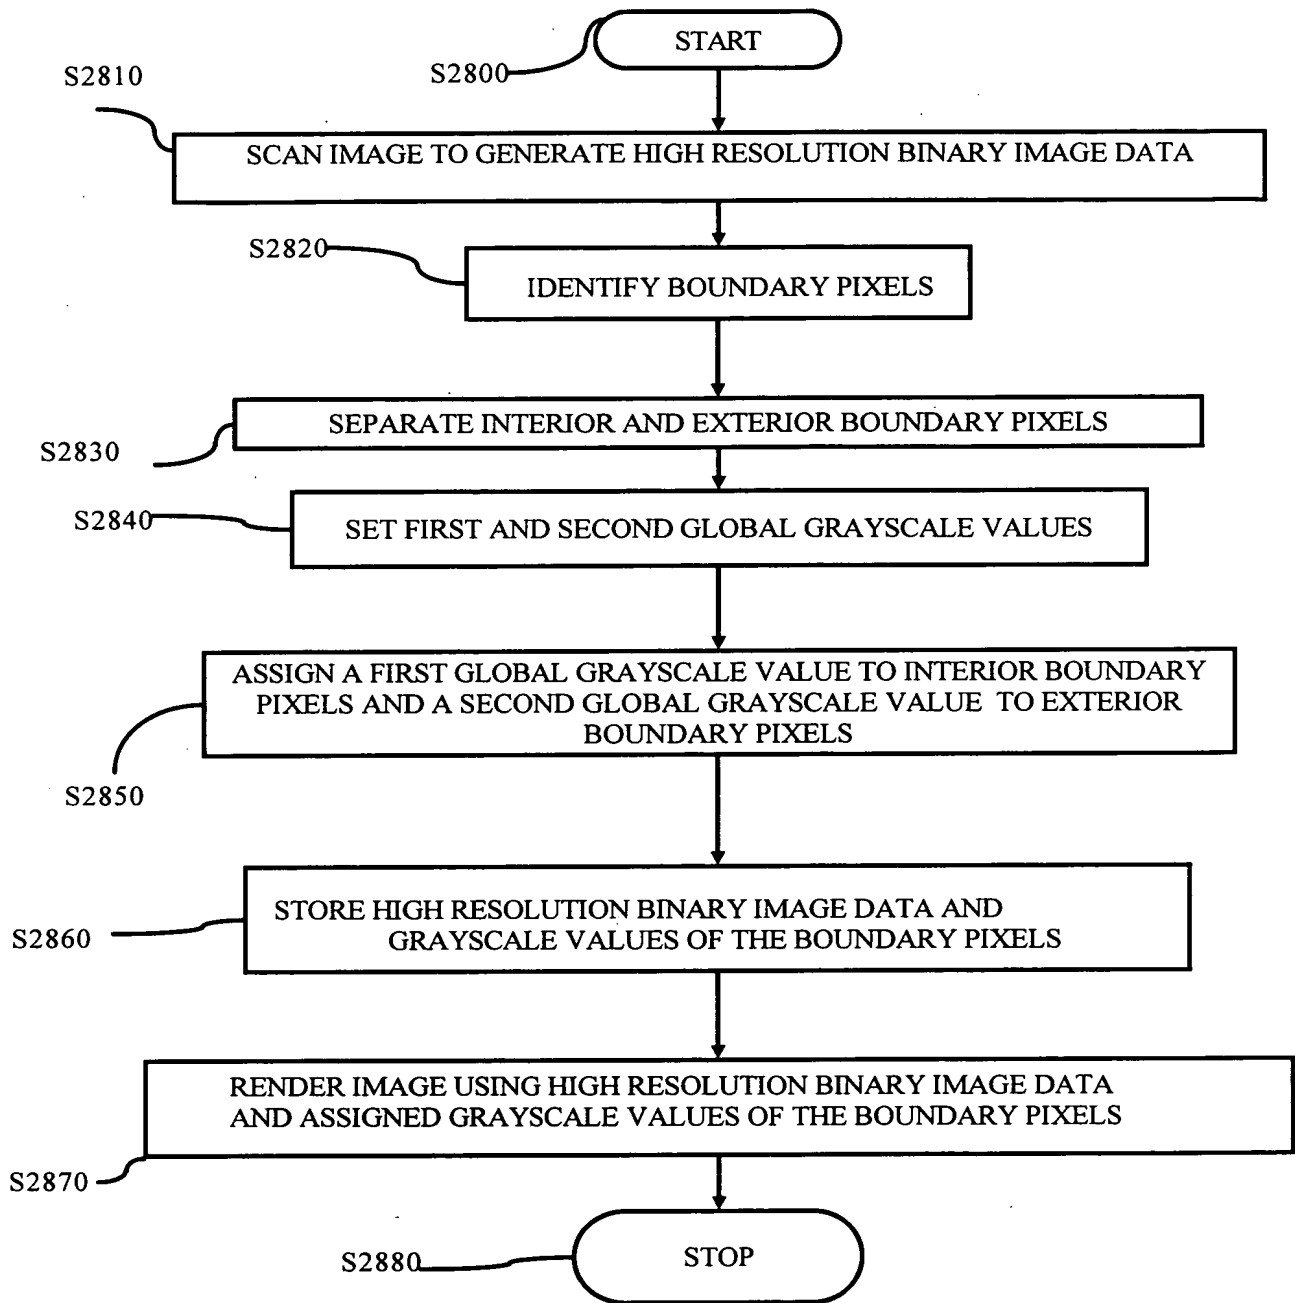 START
S2800
S2810
SCAN IMAGE TO GENERATE HIGH RESOLUTION BINARY IMAGE DATA
S2820
IDENTIFY BOUNDARY PIXELS
SEPARATE INTERIOR AND EXTERIOR BOUNDARY PIXELS
S2830
S2840
SET FIRST AND SECOND GLOBAL GRAYSCALE VALUES
ASSIGN A FIRST GLOBAL GRAYSCALE VALUE TO INTERIOR BOUNDARY
PIXELS AND A SECOND GLOBAL GRAYSCALE VALUE TO EXTERIOR
BOUNDARY PIXELS
S2850
STORE HIGH RESOLUTION BINARY IMAGE DATA AND
GRAYSCALE VALUES OF THE BOUNDARY PIXELS
S2860
RENDER IMAGE USING HIGH RESOLUTION BINARY IMAGE DATA
AND ASSIGNED GRAYSCALE VALUES OF THE BOUNDARY PIXELS
S2870
STOP
S2880